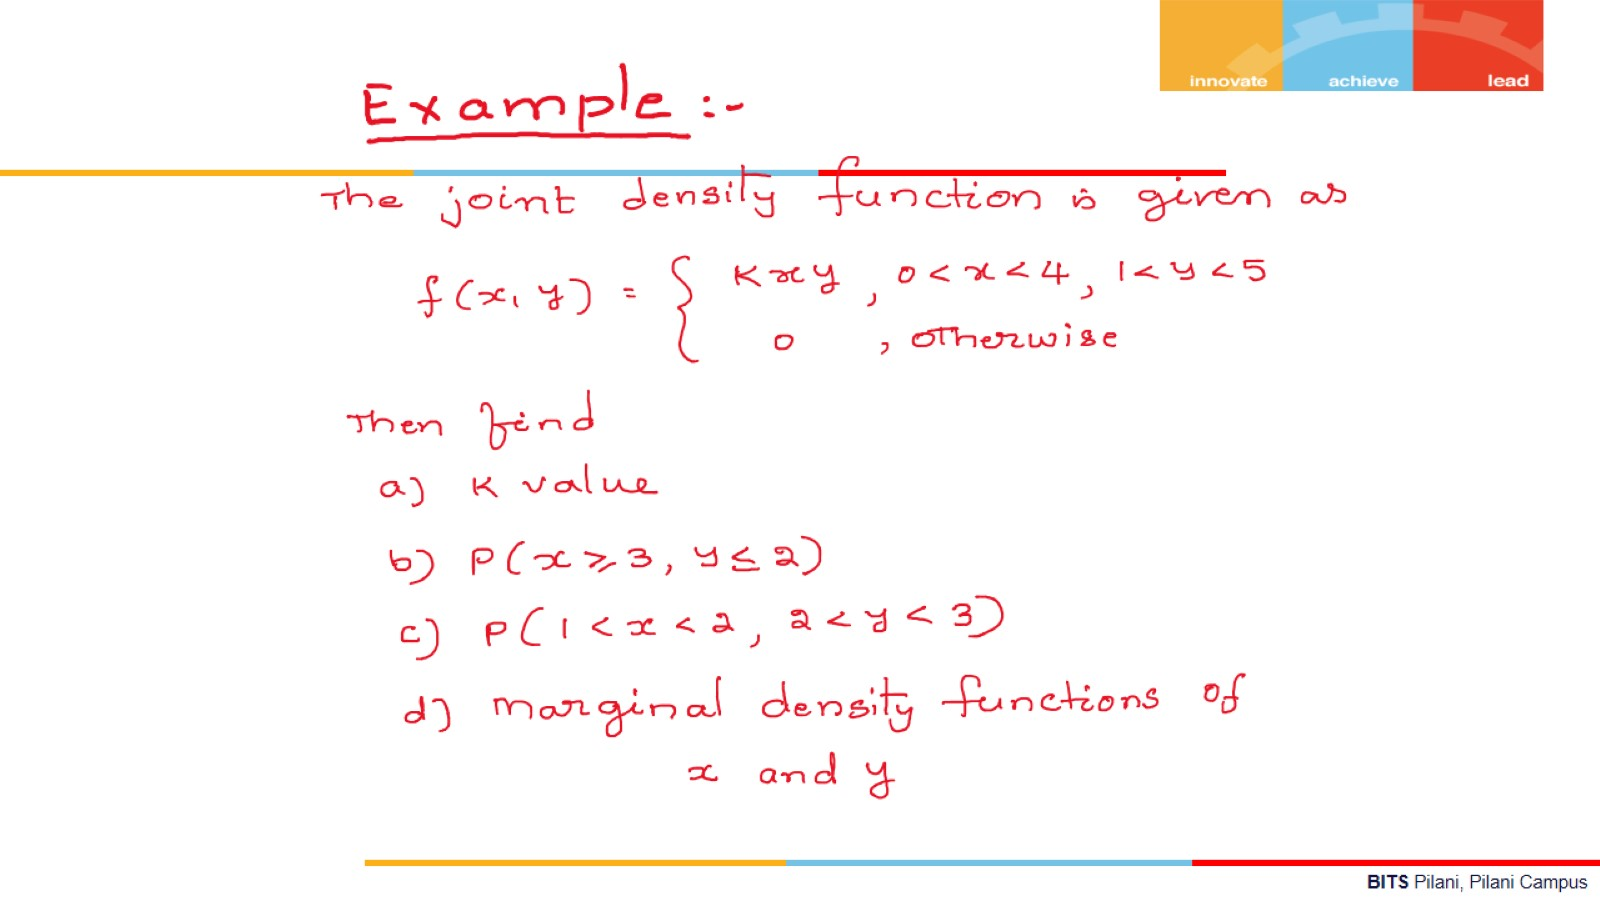 innovate achieve lead
Example :-
The joint density function is given as
f(x, y) = { Kxy , 0 < x < 4 , 1 < y < 5
0 , otherwise
Then find
a) K value
b) P(x ⩾ 3, y ≤ 2)
c) P(1 < x < 2, 2 < y < 3)
d) marginal density functions of
x and y
BITS Pilani, Pilani Campus